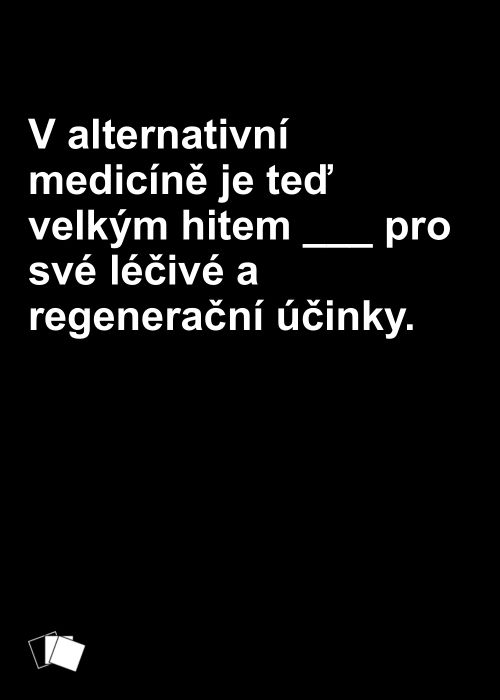 V alternativní
medicíně je teď
velkým hitem ___ pro
své léčivé a
regenerační účinky.